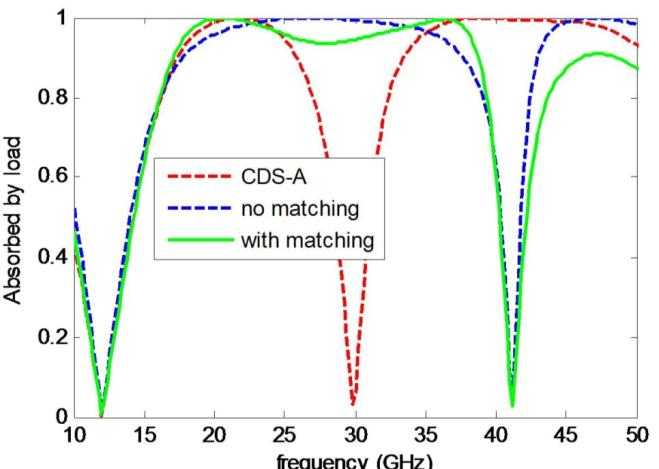 1
0.8
0.6
0.4
0.2
0
Absorbed by load
CDS-A
no matching
with matching
10 15 20 25 30 35 40 45 50
frequency (GHz)